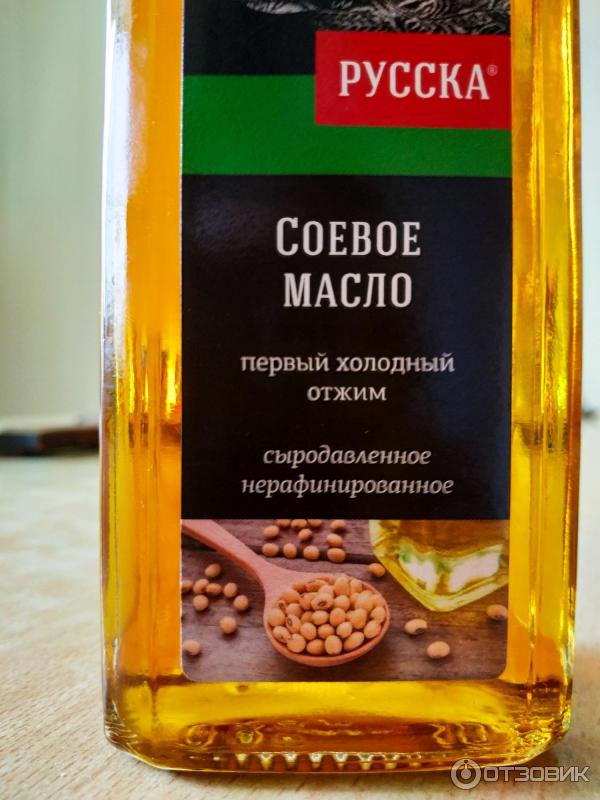 РУССКА®
СОЕВОЕ
МАСЛО
первый холодный
отжим
сыродавленное
нерафинированное
ОТЗОВИК